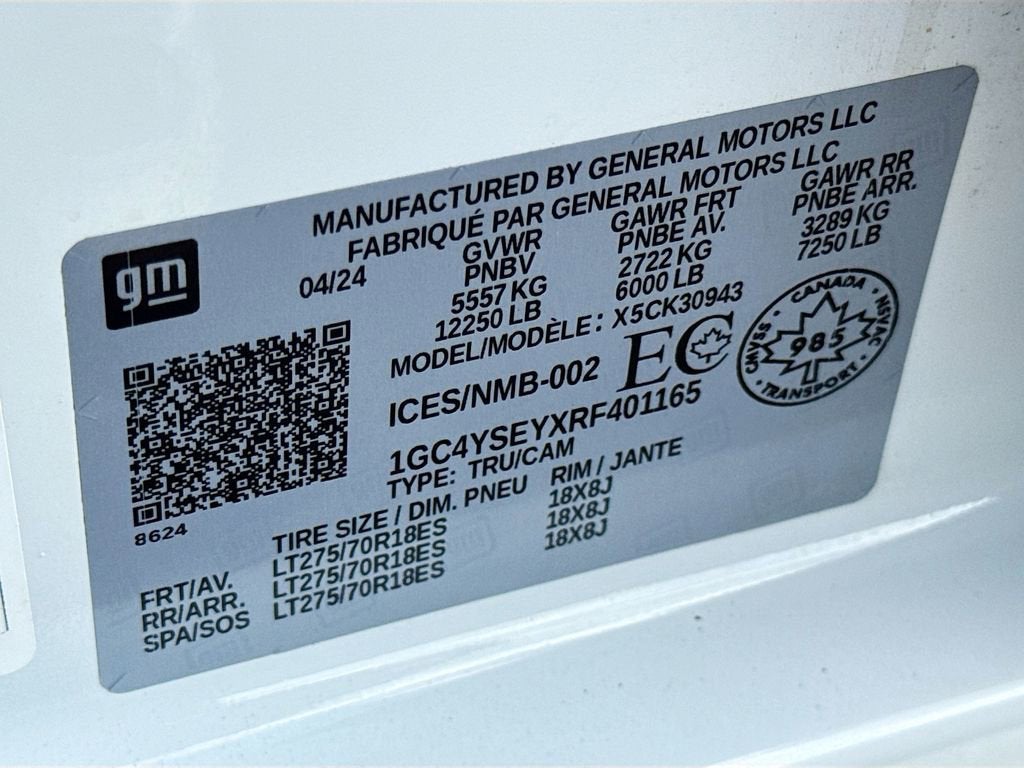 gm
MANUFACTURED BY GENERAL MOTORS LLC
FABRIQUÉ PAR GENERAL MOTORS LLC
04/24
GVWR
PNBV
5557 KG
12250 LB
GAWR FRT
PNBE AV.
2722 KG
6000 LB
GAWR RR
PNBE ARR.
3289 KG
7250 LB
MODEL/MODÈLE: X5CK30943
ICES/NMB-002
EC
CANADA
CMVSS · NSVAC
985
TRANSPORT
1GC4YSEYXRF401165
TYPE: TRU/CAM
8624
TIRE SIZE / DIM. PNEU RIM / JANTE
FRT/AV. LT275/70R18ES 18X8J
RR/ARR. LT275/70R18ES 18X8J
SPA/SOS LT275/70R18ES 18X8J